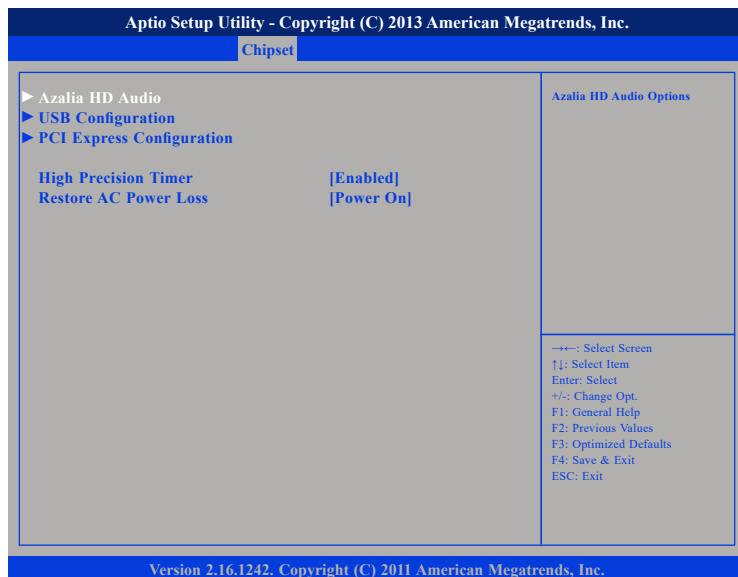 Aptio Setup Utility - Copyright (C) 2013 American Megatrends, Inc.
Chipset
► Azalia HD Audio
► USB Configuration
► PCI Express Configuration
High Precision Timer [Enabled]
Restore AC Power Loss [Power On]
Azalia HD Audio Options
→←: Select Screen
↑↓: Select Item
Enter: Select
+/-: Change Opt.
F1: General Help
F2: Previous Values
F3: Optimized Defaults
F4: Save & Exit
ESC: Exit
Version 2.16.1242. Copyright (C) 2011 American Megatrends, Inc.